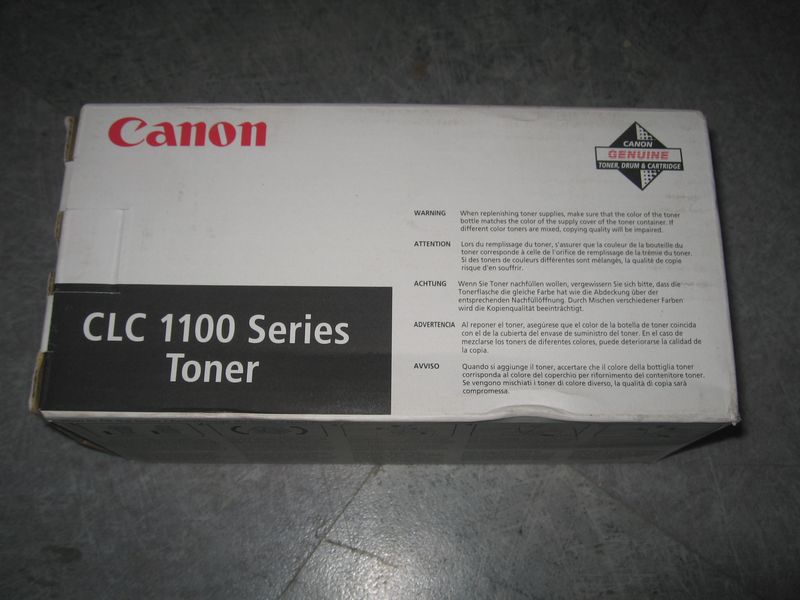 Canon
CANON
GENUINE
TONER, DRUM & CARTRIDGE
WARNING When replenishing toner supplies, make sure that the color of the toner
bottle matches the color of the supply cover of the toner container. If
different color toners are mixed, copying quality will be impaired.
ATTENTION Lors du remplissage du toner, s'assurer que la couleur de la bouteille du
toner corresponde à celle de l'orifice de remplissage de la trémie du toner.
Si des toners de couleurs différentes sont mélangés, la qualité de copie
risque d'en souffrir.
ACHTUNG Wenn Sie Toner nachfüllen wollen, vergewissern Sie sich bitte, dass die
Tonerflasche die gleiche Farbe hat wie die Abdeckung über der
entsprechenden Nachfüllöffnung. Durch Mischen verschiedener Farben
wird die Kopienqualität beeinträchtigt.
ADVERTENCIA Al reponer el toner, asegúrese que el color de la botella de toner coincida
con el de la cubierta del envase de suministro del toner. En el caso de
mezclarse los toners de diferentes colores, puede deteriorarse la calidad de
la copia.
AVVISO Quando si aggiunge il toner, accertare che il colore della bottiglia toner
corrisponda al colore del coperchio per rifornimento del contenitore toner.
Se vengono mischiati i toner di colore diverso, la qualità di copia sarà
compromessa.
CLC 1100 Series
Toner